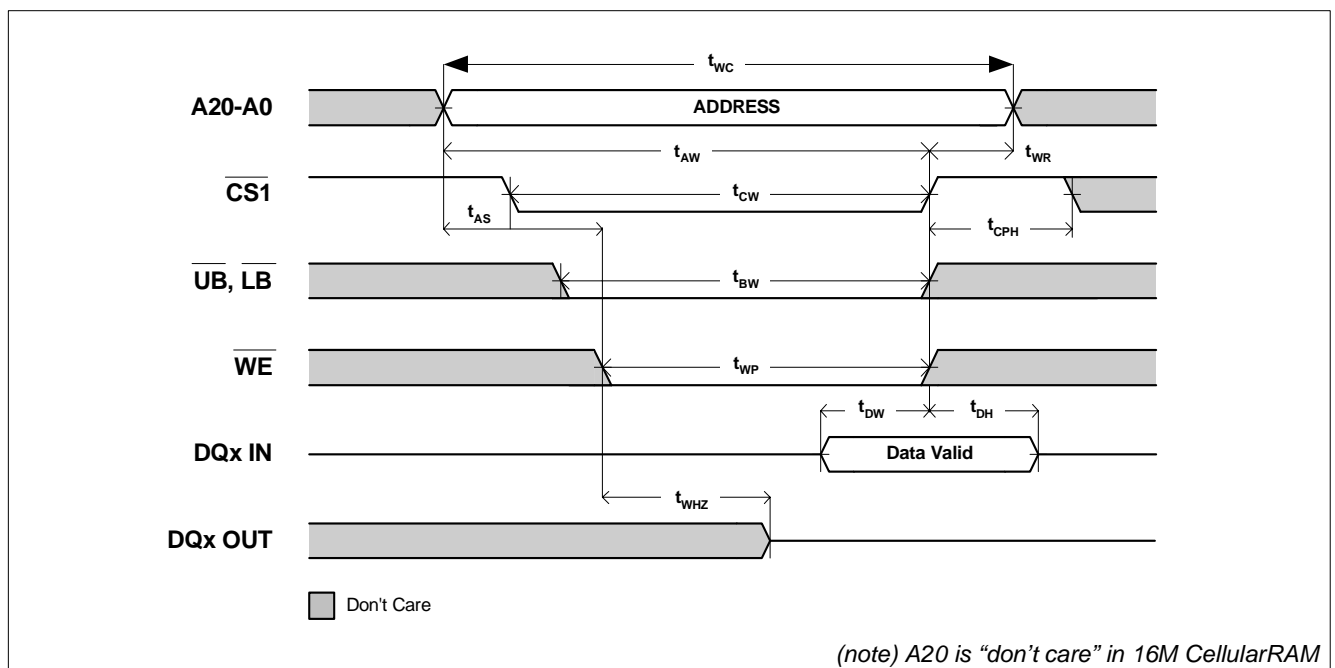 tWC
A20-A0
ADDRESS
tAW
tWR
CS1
tCW
tAS
tCPH
UB, LB
tBW
WE
tWP
tDW
tDH
DQx IN
Data Valid
tWHZ
DQx OUT
Don't Care
(note) A20 is “don’t care” in 16M CellularRAM